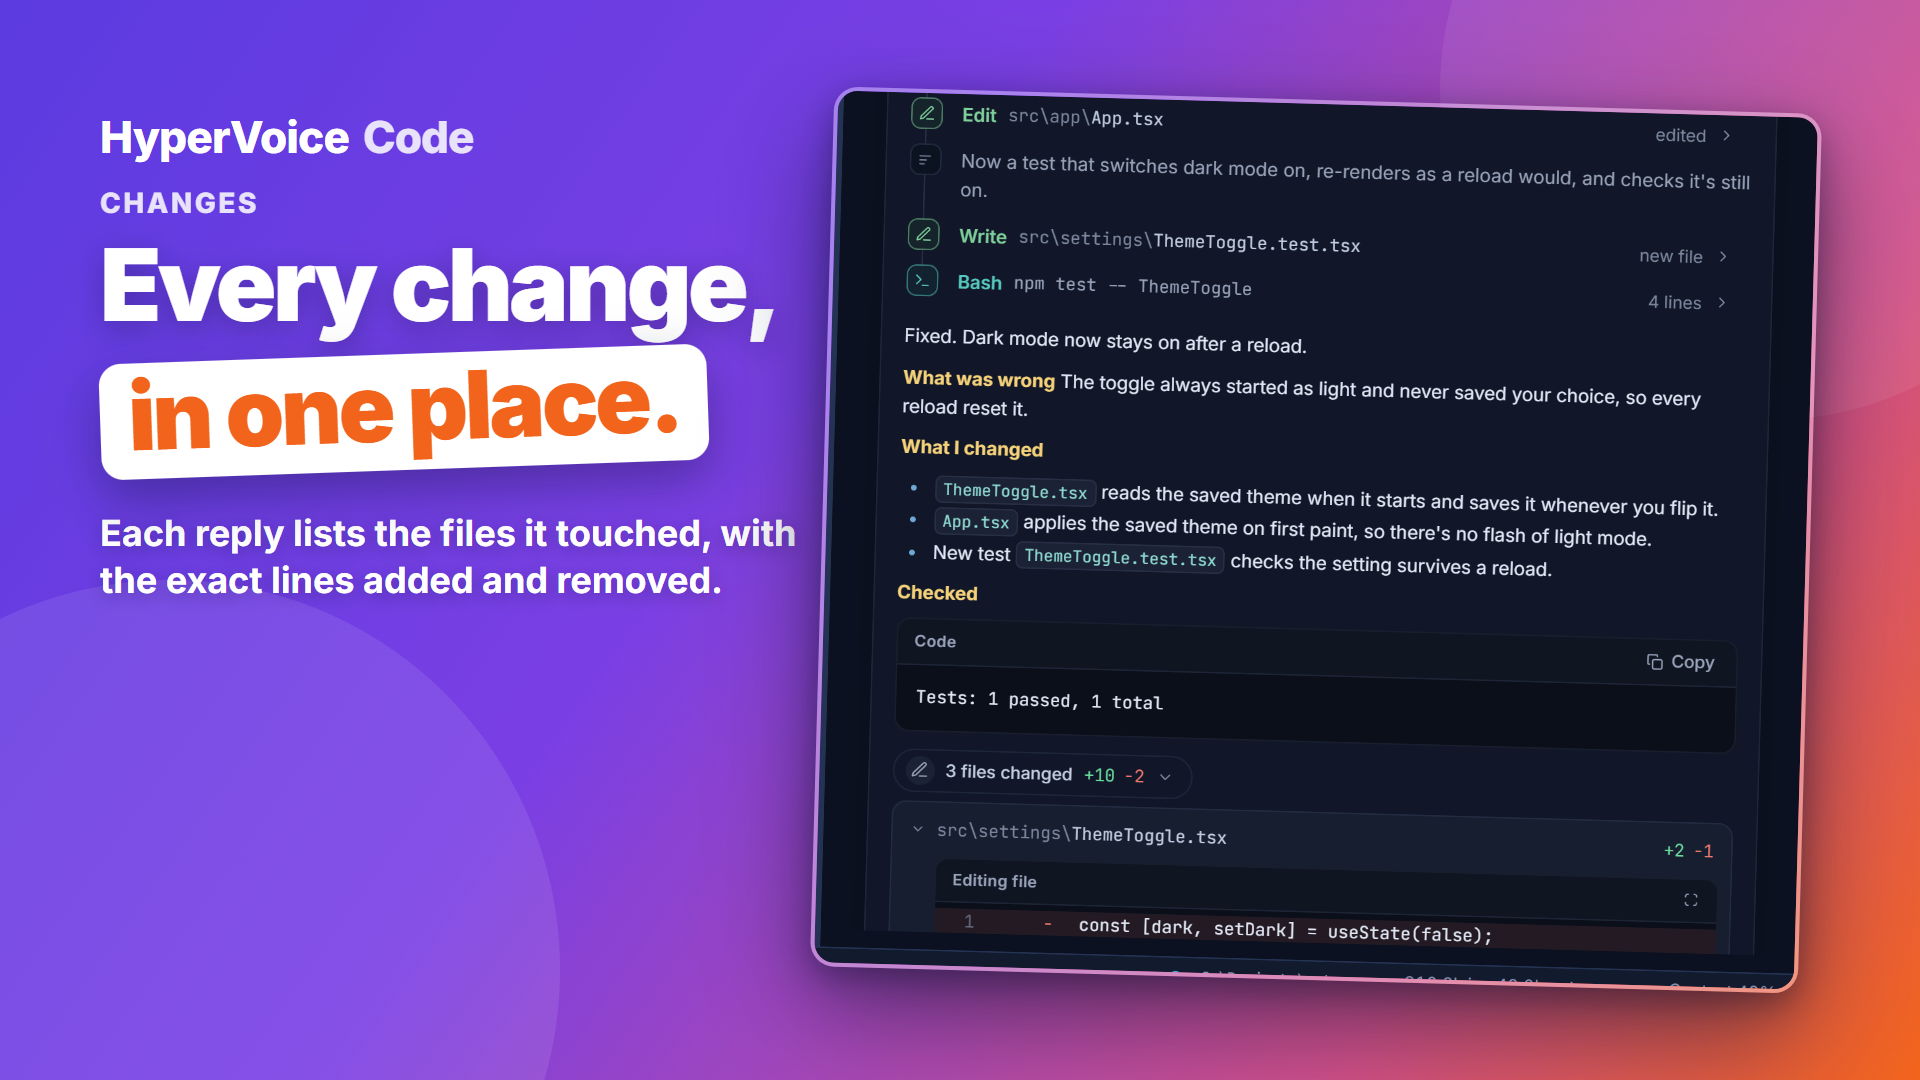 HyperVoice Code
CHANGES
Every change,
in one place.
Each reply lists the files it touched, with
the exact lines added and removed.
Edit src\app\App.tsx
edited
Now a test that switches dark mode on, re-renders as a reload would, and checks it's still
on.
Write src\settings\ThemeToggle.test.tsx
new file
Bash npm test -- ThemeToggle
4 lines
Fixed. Dark mode now stays on after a reload.
What was wrong The toggle always started as light and never saved your choice, so every
reload reset it.
What I changed
• ThemeToggle.tsx reads the saved theme when it starts and saves it whenever you flip it.
• App.tsx applies the saved theme on first paint, so there's no flash of light mode.
• New test ThemeToggle.test.tsx checks the setting survives a reload.
Checked
Code
Copy
Tests: 1 passed, 1 total
3 files changed +10 -2
src\settings\ThemeToggle.tsx
+2 -1
Editing file
1 - const [dark, setDark] = useState(false);